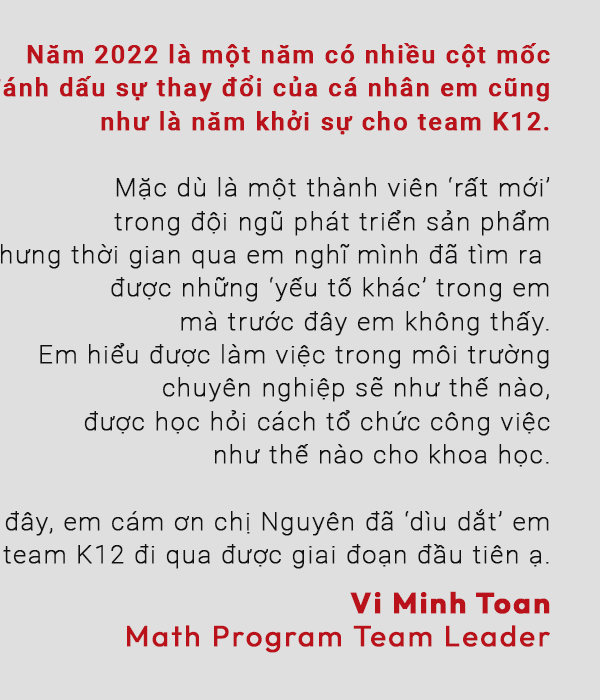 Năm 2022 là một năm có nhiều cột mốc
ánh dấu sự thay đổi của cá nhân em cũng
như là năm khởi sự cho team K12.
Mặc dù là một thành viên ‘rất mới’
trong đội ngũ phát triển sản phẩm
hưng thời gian qua em nghĩ mình đã tìm ra
được những ‘yếu tố khác’ trong em
mà trước đây em không thấy.
Em hiểu được làm việc trong môi trường
chuyên nghiệp sẽ như thế nào,
được học hỏi cách tổ chức công việc
như thế nào cho khoa học.
đây, em cám ơn chị Nguyên đã ‘dìu dắt’ em
team K12 đi qua được giai đoạn đầu tiên ạ.
Vi Minh Toan
Math Program Team Leader